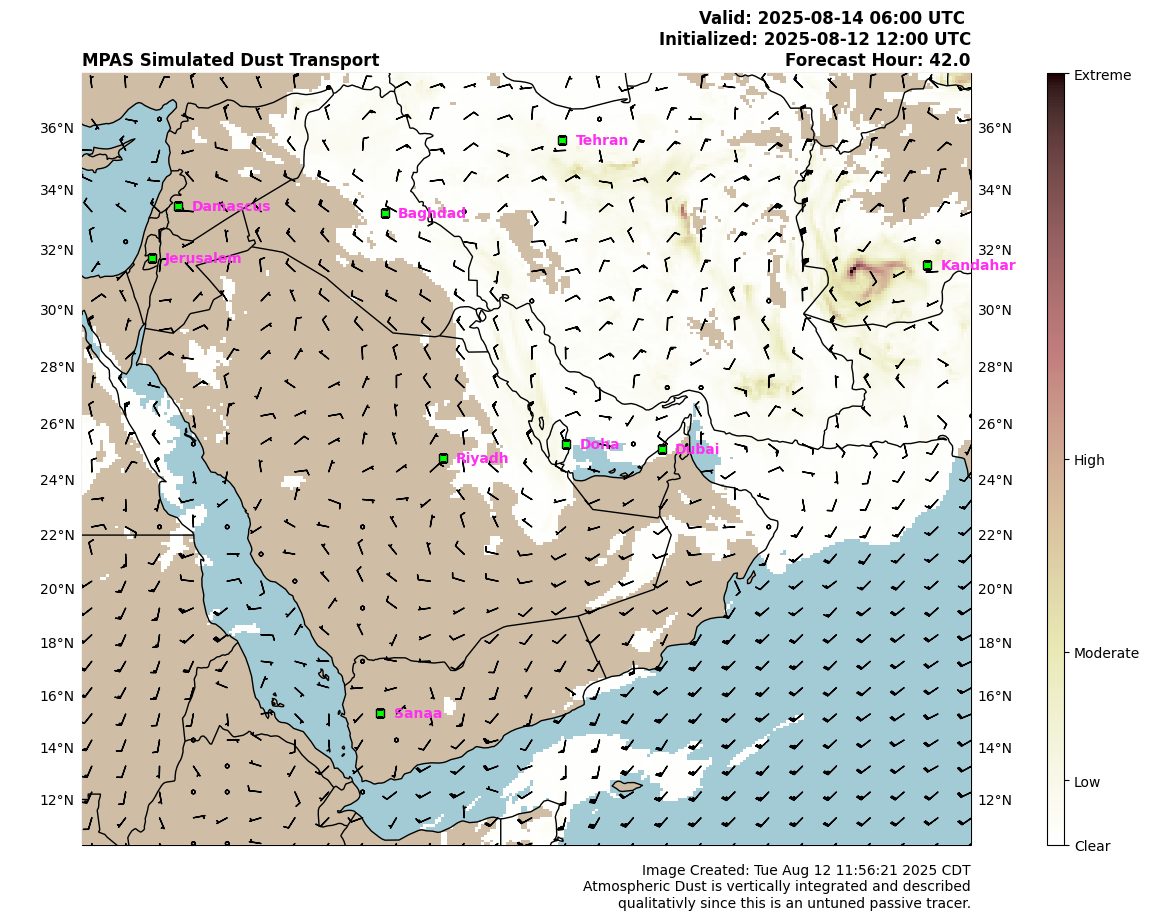 Valid: 2025-08-14 06:00 UTC
Initialized: 2025-08-12 12:00 UTC
MPAS Simulated Dust Transport Forecast Hour: 42.0
Extreme
36°N 36°N
Tehran
34°N 34°N
Damascus
Baghdad
32°N 32°N
Jerusalem
Kandahar
30°N 30°N
28°N 28°N
26°N 26°N
Doha
Dubai
Riyadh
High
24°N 24°N
22°N 22°N
20°N 20°N
18°N 18°N
Moderate
16°N 16°N
Sanaa
14°N 14°N
Low
12°N 12°N
Clear
Image Created: Tue Aug 12 11:56:21 2025 CDT
Atmospheric Dust is vertically integrated and described
qualitativly since this is an untuned passive tracer.